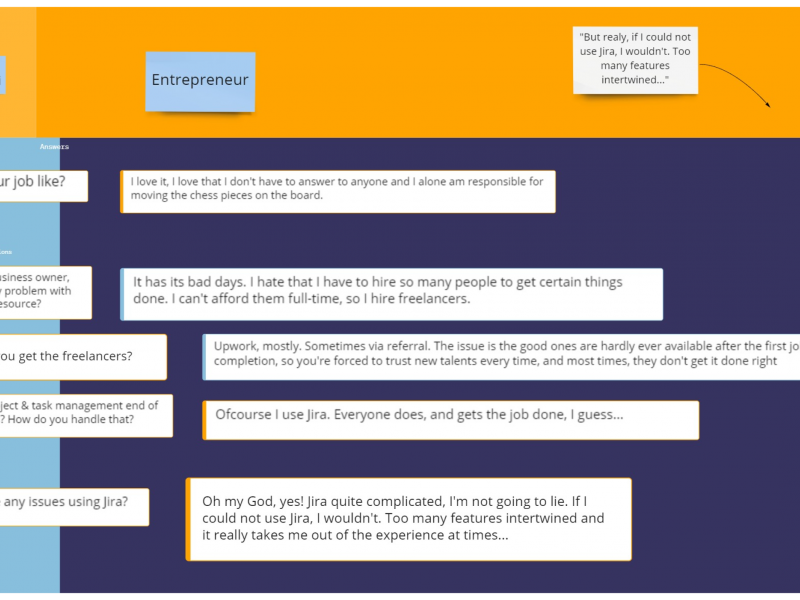 "But realy, if I could not
use Jira, I wouldn't. Too
many features
intertwined..."
Entrepreneur
Answers
ur job like?
I love it, I love that I don't have to answer to anyone and I alone am responsible for
moving the chess pieces on the board.
siness owner,
problem with
esource?
It has its bad days. I hate that I have to hire so many people to get certain things
done. I can't afford them full-time, so I hire freelancers.
you get the freelancers?
Upwork, mostly. Sometimes via referral. The issue is the good ones are hardly ever available after the first jo
completion, so you're forced to trust new talents every time, and most times, they don't get it done right
ject & task management end of
? How do you handle that?
Ofcourse I use Jira. Everyone does, and gets the job done, I guess...
any issues using Jira?
Oh my God, yes! Jira quite complicated, I'm not going to lie. If I
could not use Jira, I wouldn't. Too many features intertwined and
it really takes me out of the experience at times...